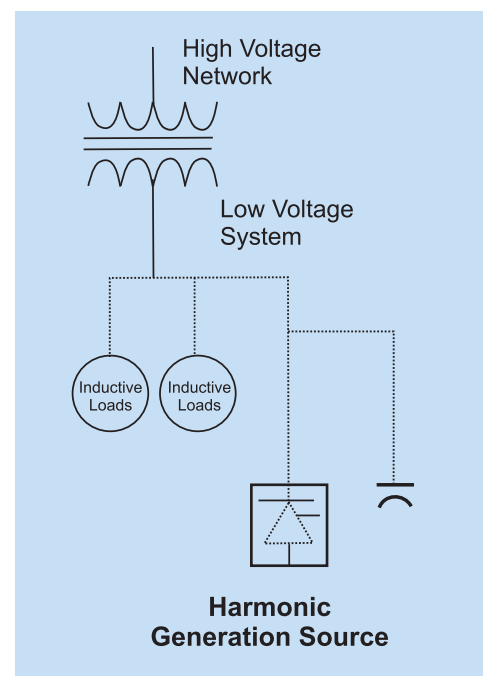 High Voltage
Network
Low Voltage
System
Inductive
Loads
Inductive
Loads
Harmonic
Generation Source